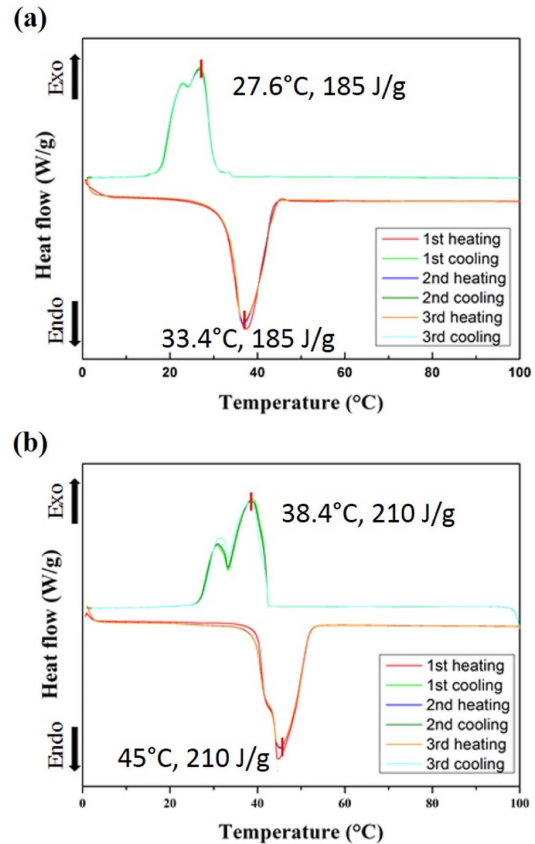 (a)
Exo
Heat flow (W/g)
Endo
27.6°C, 185 J/g
33.4°C, 185 J/g
1st heating
1st cooling
2nd heating
2nd cooling
3rd heating
3rd cooling
0 20 40 60 80 100
Temperature (°C)
(b)
Exo
Heat flow (W/g)
Endo
38.4°C, 210 J/g
45°C, 210 J/g
1st heating
1st cooling
2nd heating
2nd cooling
3rd heating
3rd cooling
0 20 40 60 80 100
Temperature (°C)